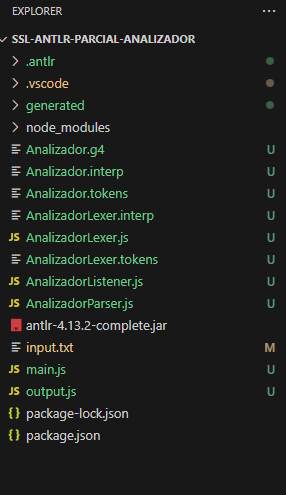 EXPLORER ...
SSL-ANTLR-PARCIAL-ANALIZADOR
.antlr
.vscode
generated
node_modules
Analizador.g4 U
Analizador.interp U
Analizador.tokens U
AnalizadorLexer.interp U
JS AnalizadorLexer.js U
AnalizadorLexer.tokens U
JS AnalizadorListener.js U
JS AnalizadorParser.js U
antlr-4.13.2-complete.jar
input.txt M
JS main.js U
JS output.js U
{} package-lock.json
{} package.json